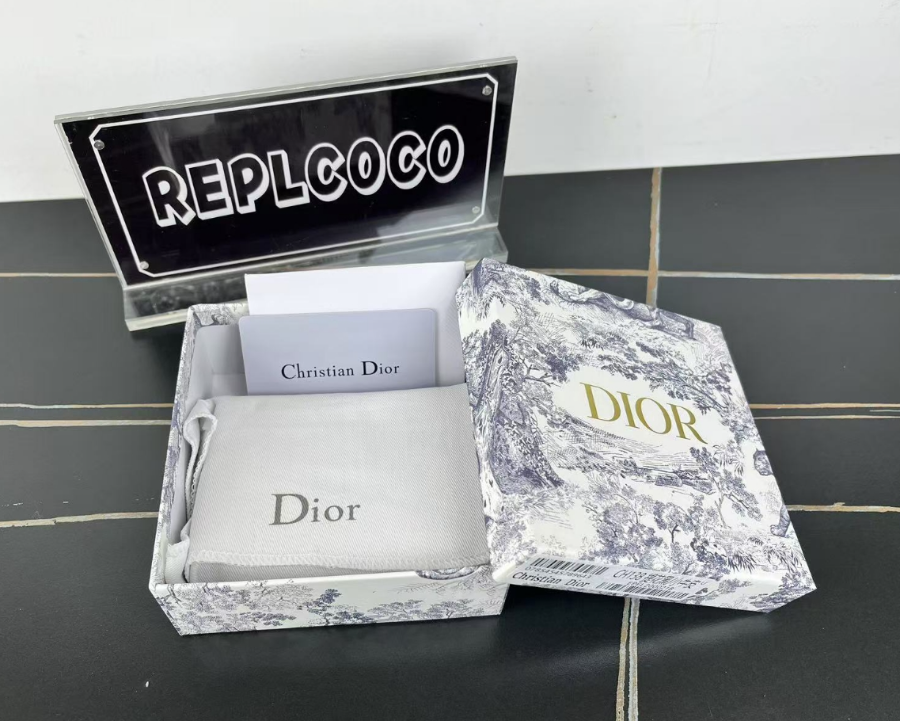 REPLCOCO
Christian Dior
Dior
DIOR
Christian Dior